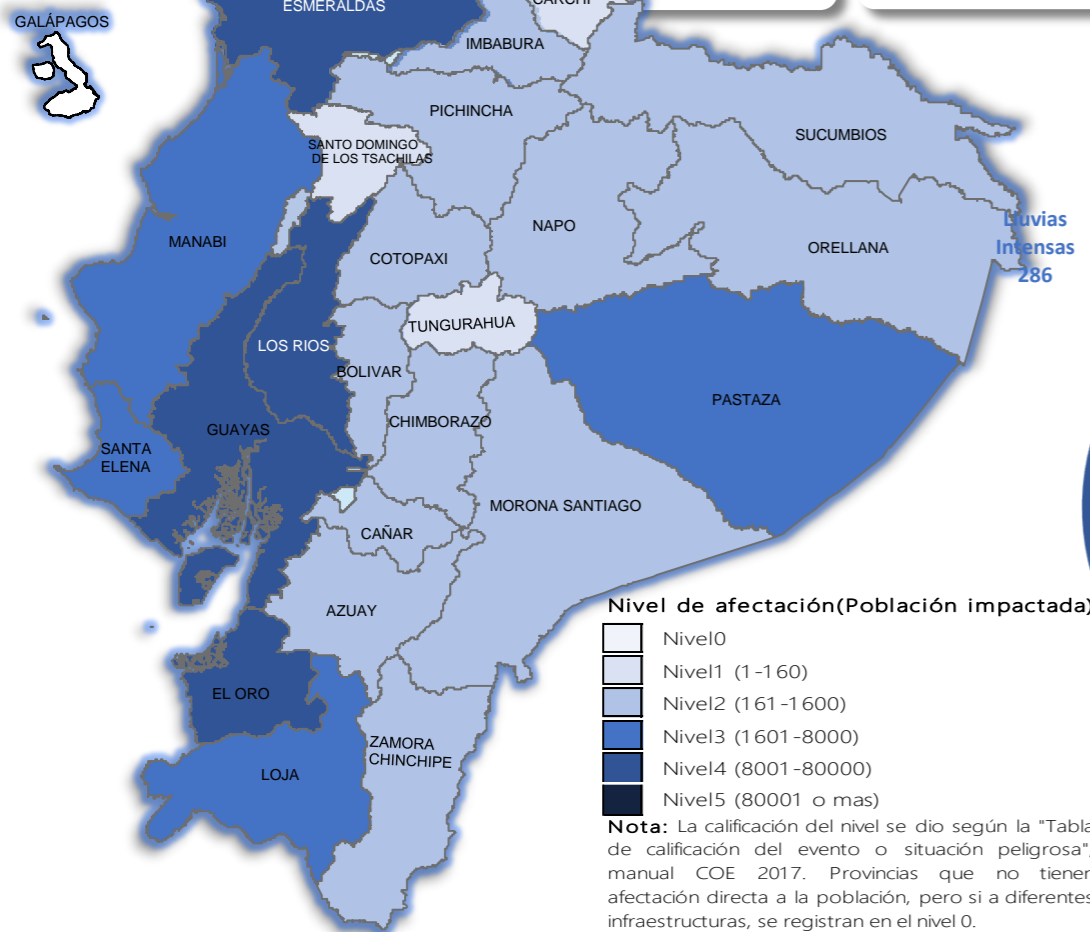 ESMERALDAS
CARCHI
GALÁPAGOS
IMBABURA
PICHINCHA
SUCUMBIOS
SANTO DOMINGO
DE LOS TSACHILAS
NAPO
MANABI
ORELLANA
Lluvias
Intensas
286
COTOPAXI
TUNGURAHUA
LOS RIOS
BOLIVAR
PASTAZA
CHIMBORAZO
GUAYAS
SANTA
ELENA
MORONA SANTIAGO
CAÑAR
AZUAY
EL ORO
ZAMORA
CHINCHIPE
LOJA
Nivel de afectación(Población impactada)
Nivel0
Nivel1 (1-160)
Nivel2 (161-1600)
Nivel3 (1601-8000)
Nivel4 (8001-80000)
Nivel5 (80001 o mas)
Nota: La calificación del nivel se dio según la "Tabla
de calificación del evento o situación peligrosa",
manual COE 2017. Provincias que no tienen
afectación directa a la población, pero si a diferentes
infraestructuras, se registran en el nivel 0.